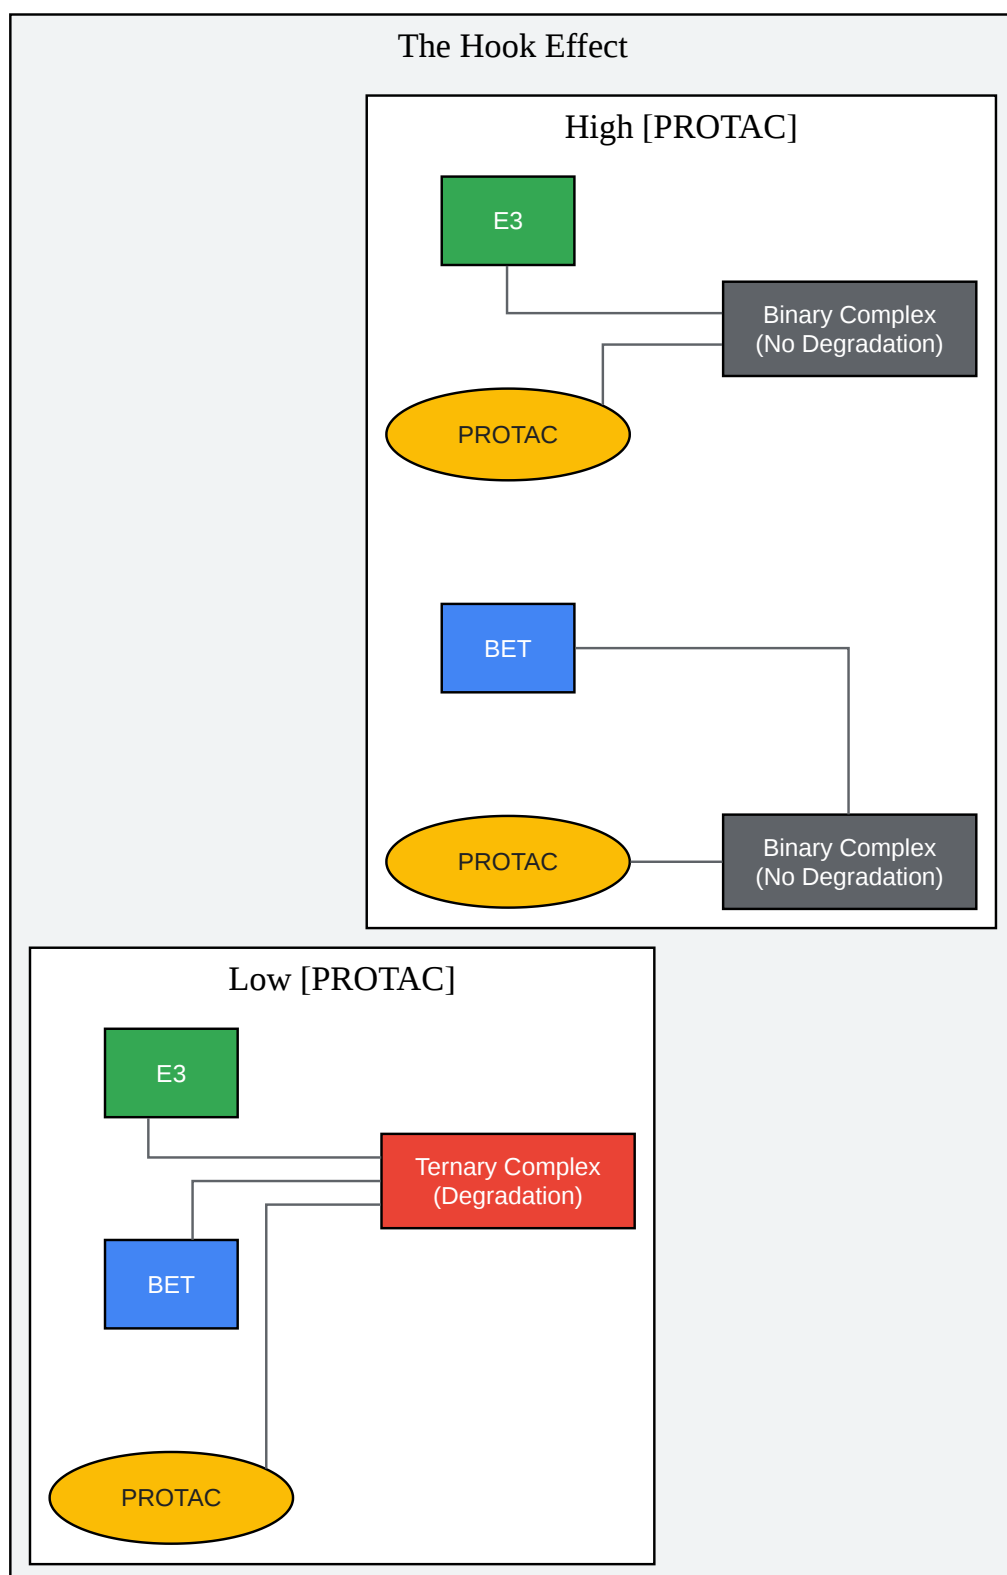 The Hook Effect
High [PROTAC]
E3
Binary Complex
(No Degradation)
PROTAC
BET
PROTAC
Binary Complex
(No Degradation)
Low [PROTAC]
E3
Ternary Complex
(Degradation)
BET
PROTAC